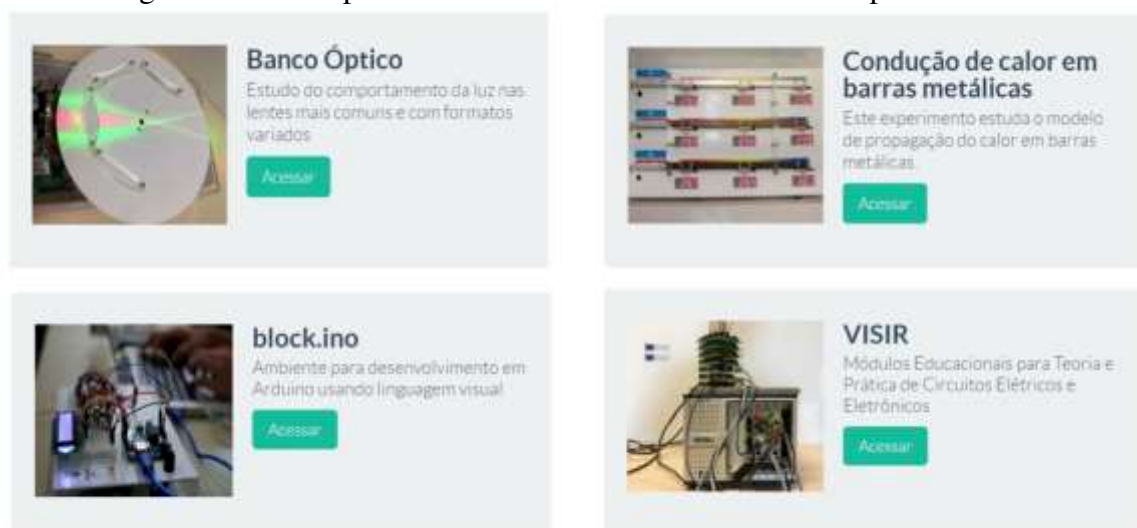 Banco Óptico
Estudo do comportamento da luz nas
lentes mais comuns e com formatos
variados
Acessar
Condução de calor em
barras metálicas
Este experimento estuda o modelo
de propagação do calor em barras
metálicas.
Acessar
block.ino
Ambiente para desenvolvimento em
Arduino usando linguagem visual
Acessar
VISIR
Módulos Educacionais para Teoria e
Prática de Circuitos Elétricos e
Eletrônicos
Acessar